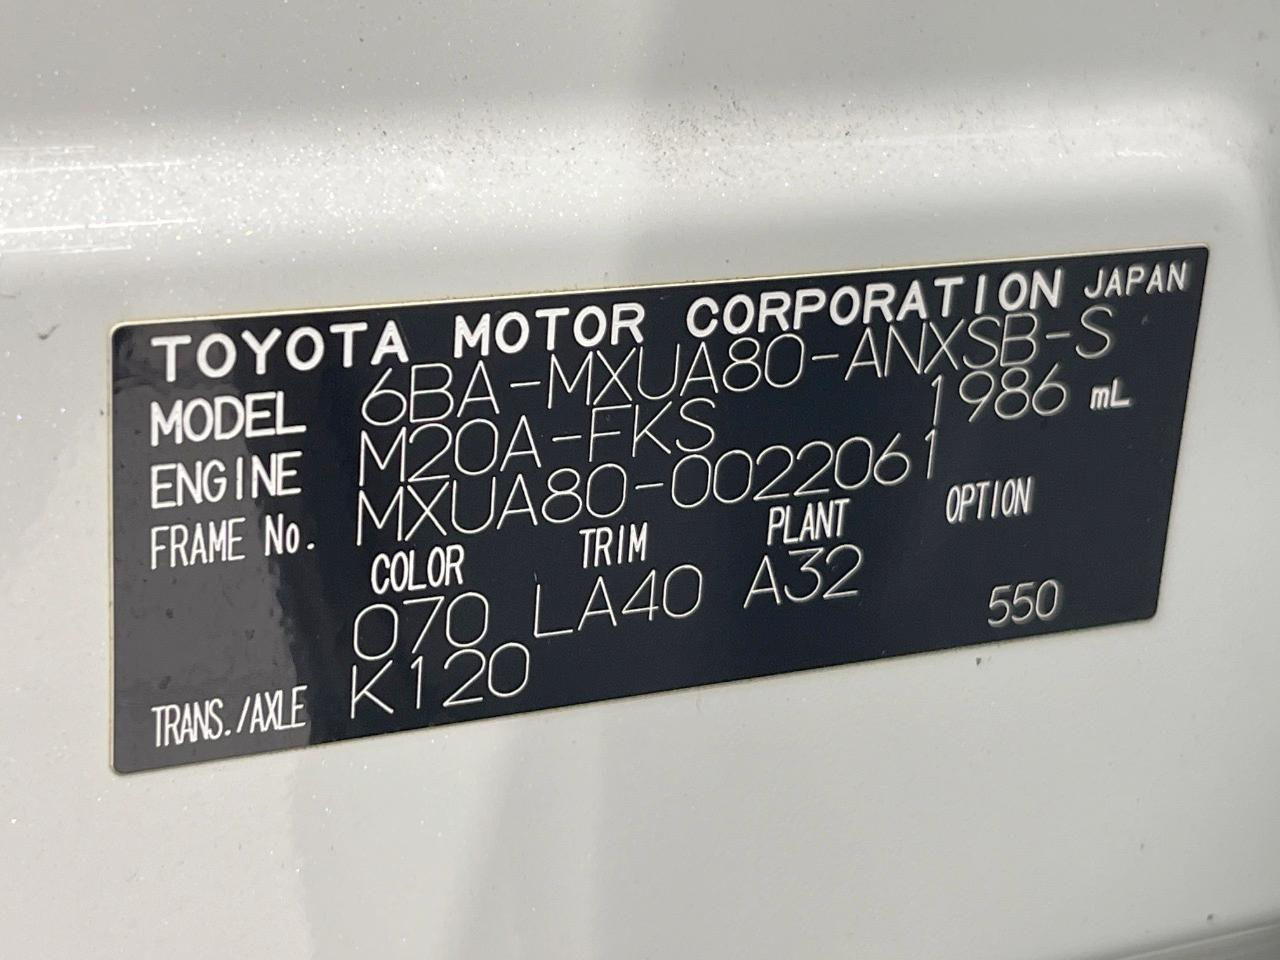 TOYOTA MOTOR CORPORATION JAPAN
MODEL 6BA-MXUA80-ANXSB-S
ENGINE M20A-FKS 1986 mL
FRAME No. MXUA80-0022061
COLOR TRIM PLANT OPTION
070 LA40 A32 550
TRANS./AXLE K120